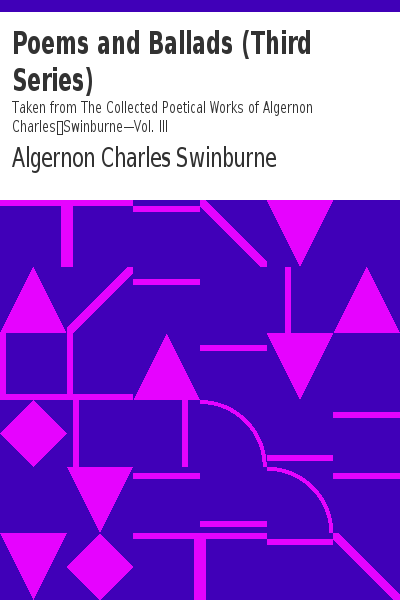 Poems and Ballads (Third
Series)
Taken from The Collected Poetical Works of Algernon
Charles▯Swinburne—Vol. III
Algernon Charles Swinburne